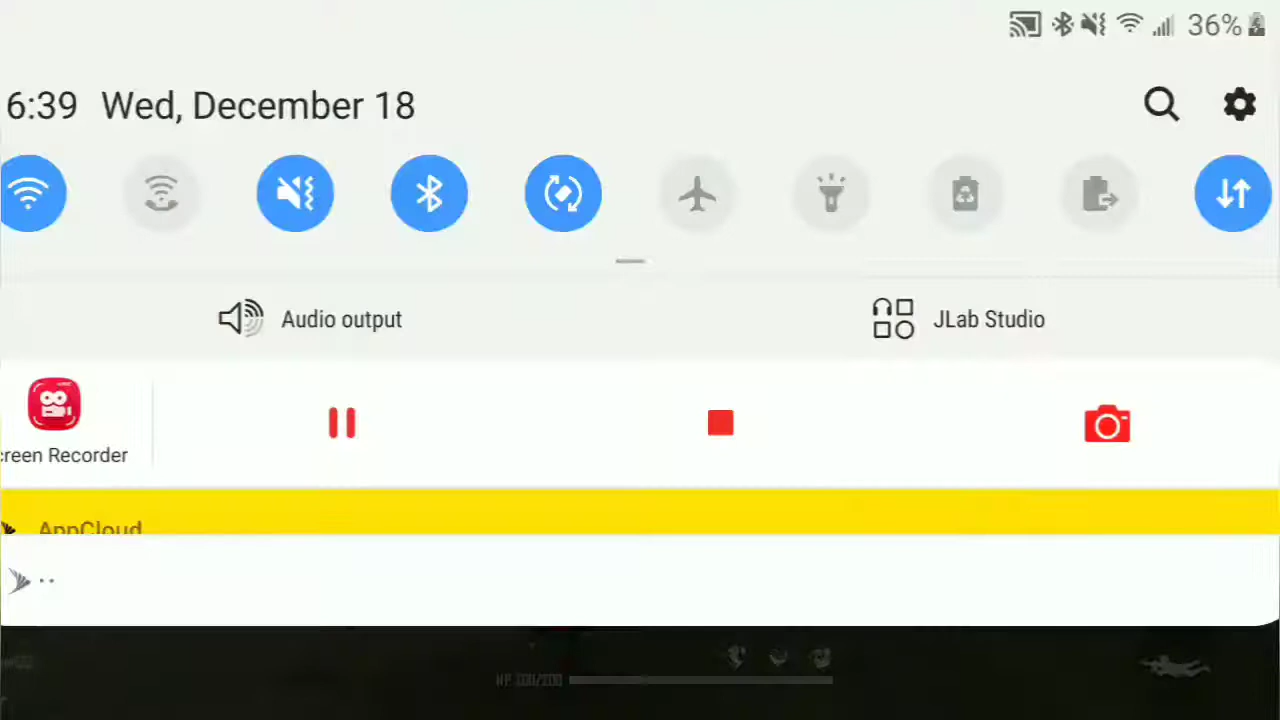 36%
6:39 Wed, December 18
Audio output
JLab Studio
creen Recorder
AppCloud